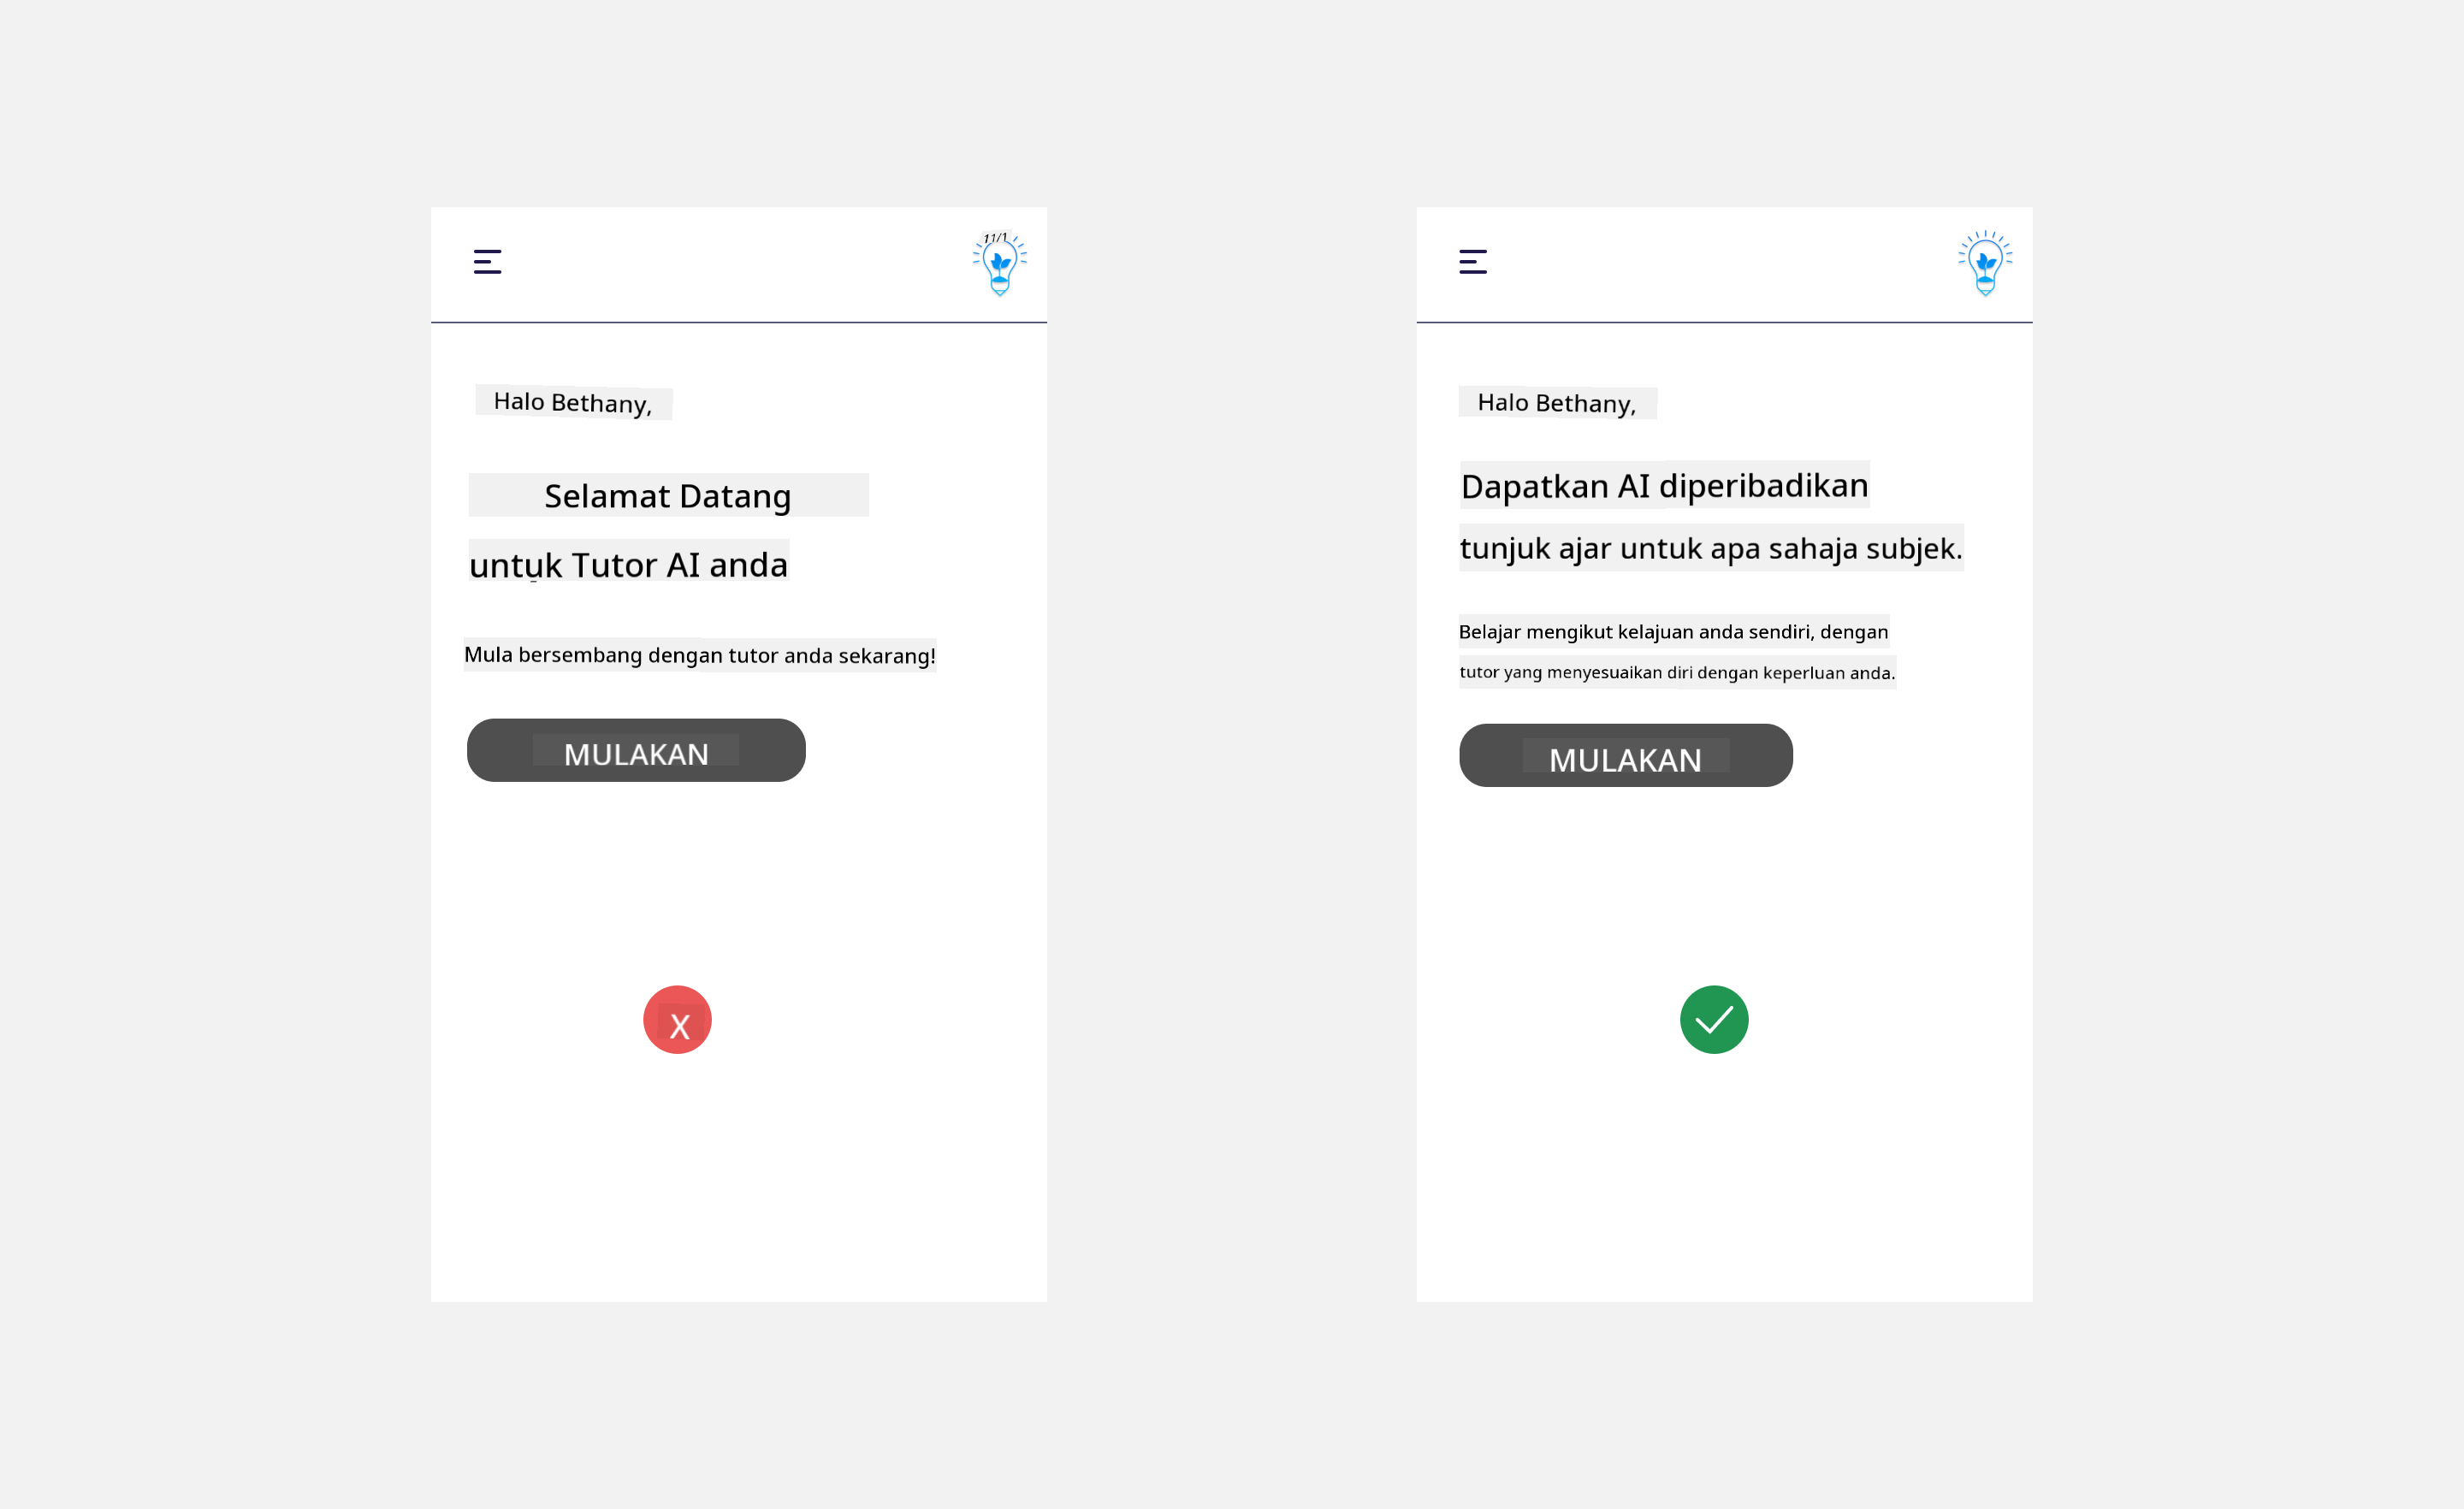 11/1
Halo Bethany,
Selamat Datang
untuk Tutor AI anda
Mula bersembang dengan tutor anda sekarang!
MULAKAN
X
Halo Bethany,
Dapatkan AI diperibadikan
tunjuk ajar untuk apa sahaja subjek.
Belajar mengikut kelajuan anda sendiri, dengan
tutor yang menyesuaikan diri dengan keperluan anda.
MULAKAN